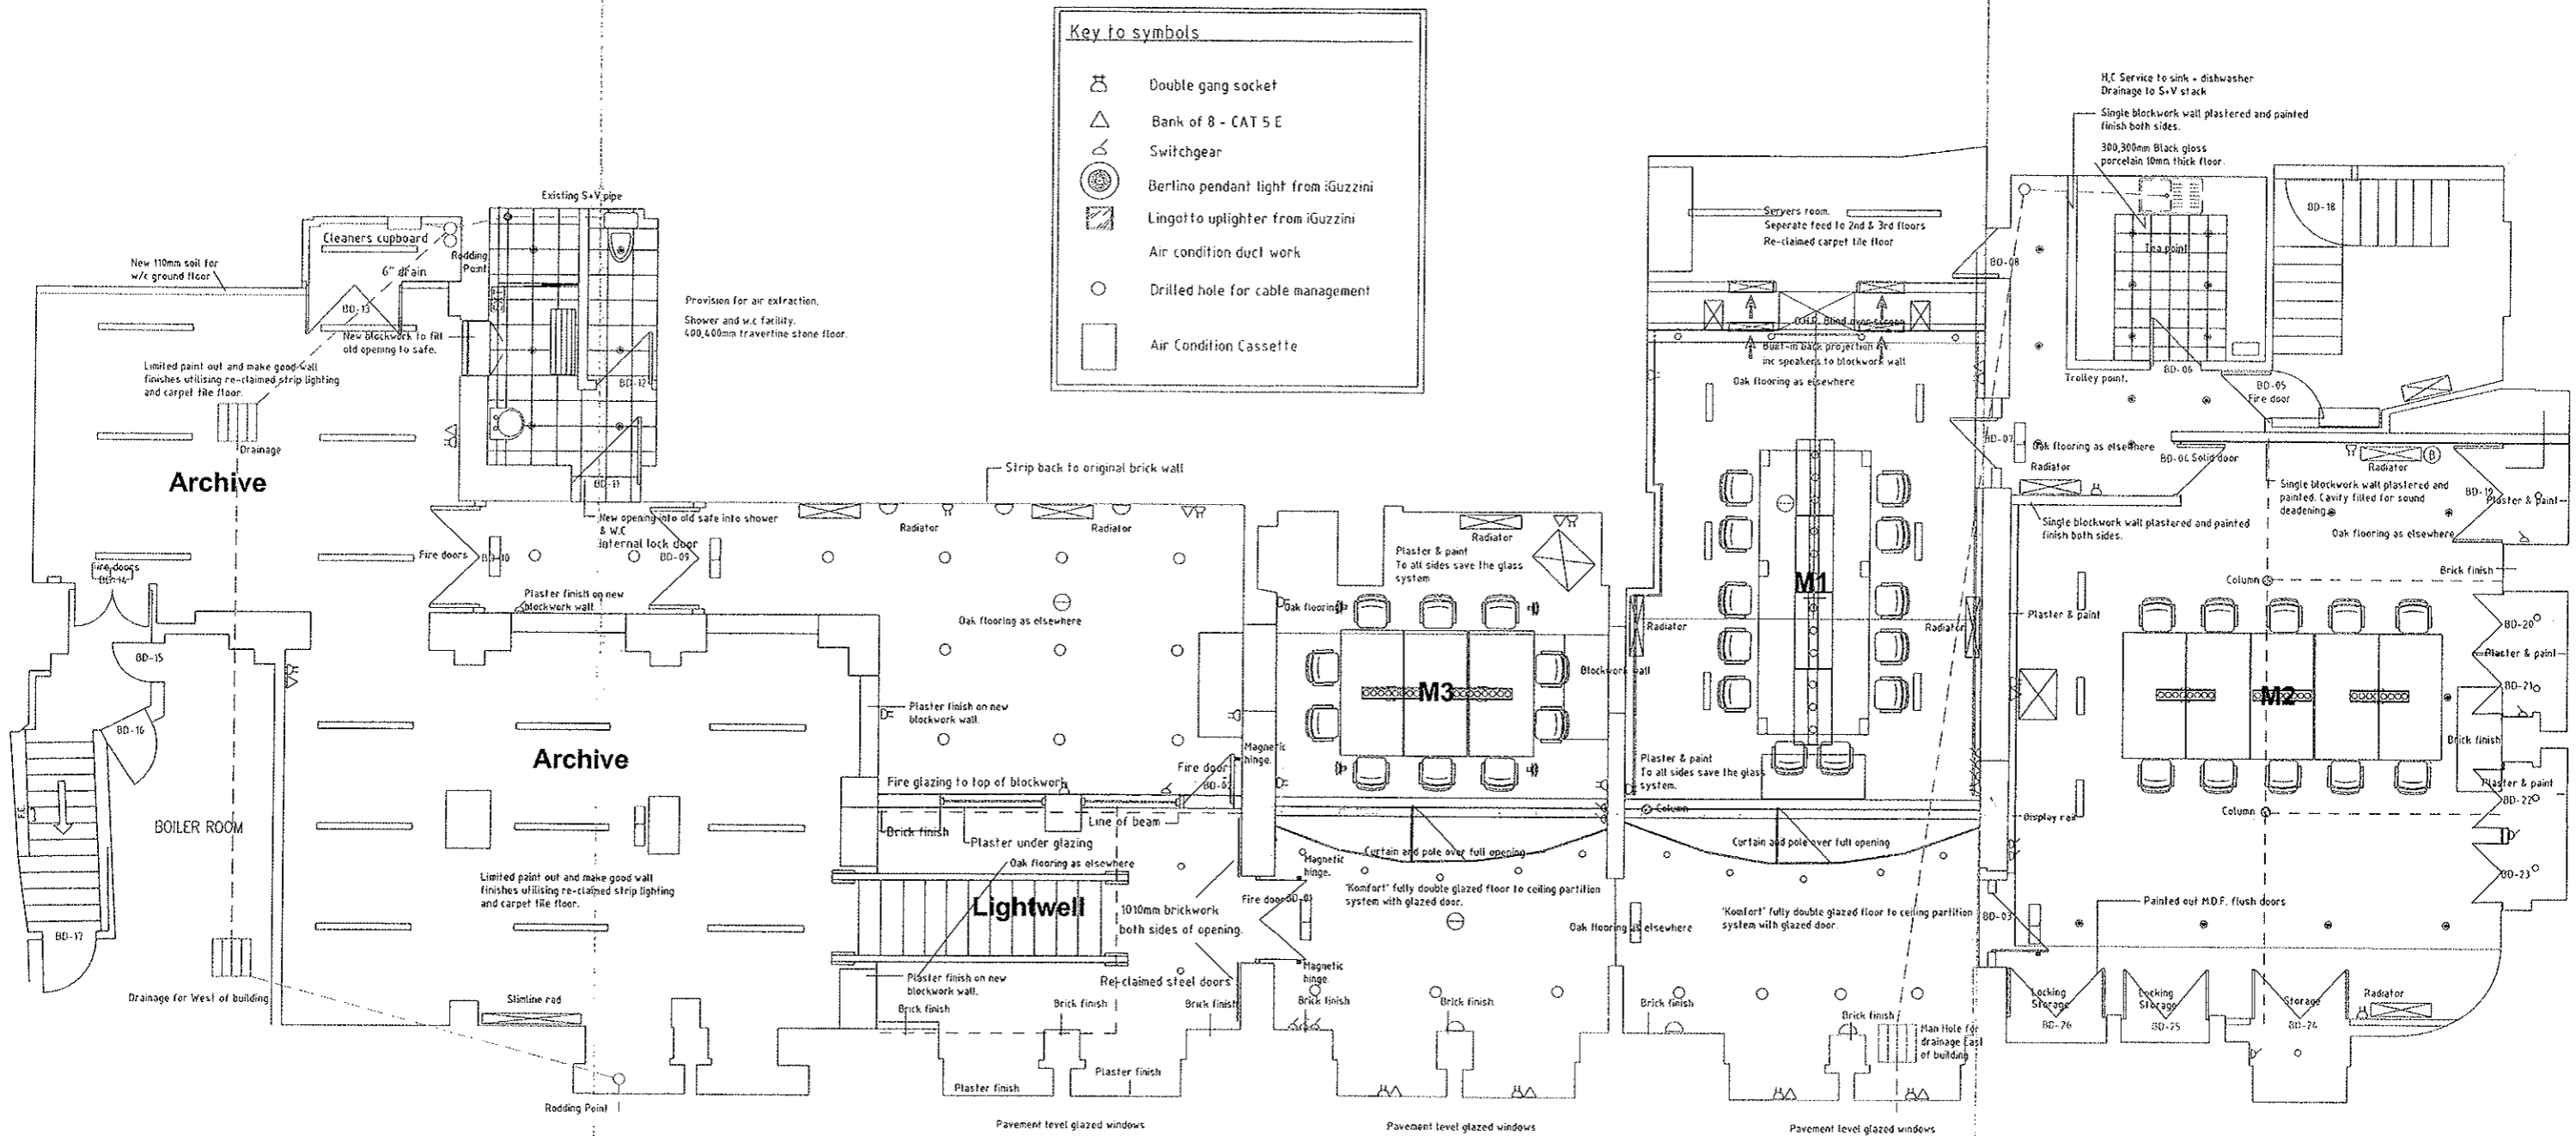 Key to symbols
Double gang socket
Bank of 8 - CAT 5 E
Switchgear
Berlino pendant light from iGuzzini
Lingotto uplighter from iGuzzini
Air condition duct work
Drilled hole for cable management
Air Condition Cassette
H,C Service to sink + dishwasher
Drainage to S+V stack
Single blockwork wall plastered and painted
finish both sides.
300,300mm Black gloss
porcelain 10mm thick floor.
Existing S+V pipe
Cleaners cupboard
Rodding
Point
6" drain
New 110mm soil for
w/c ground floor
BD-13
New blockwork to fill
old opening to safe.
Provision for air extraction.
Shower and w.c facility.
400,400mm travertine stone floor.
Limited paint out and make good wall
finishes utilising re-claimed strip lighting
and carpet tile floor.
BD-12
Drainage
Archive
BD-11
Strip back to original brick wall
New opening into old safe into shower
& W.C
Internal lock door
Fire doors
BD-10
BD-09
Radiator
Radiator
Fire doors
BD-14
Plaster finish on new
blockwork wall.
Oak flooring as elsewhere
BD-15
BD-16
F.C.
BD-17
BOILER ROOM
Archive
Limited paint out and make good wall
finishes utilising re-claimed strip lighting
and carpet tile floor.
Drainage for West of building
Slimline rad
Rodding Point
Plaster finish on new
blockwork wall.
Fire glazing to top of blockwork
Fire door
BD-02
Magnetic
hinge.
Brick finish
Line of beam
Plaster under glazing
Oak flooring as elsewhere
Lightwell
1010mm brickwork
both sides of opening.
Plaster finish on new
blockwork wall.
Re-claimed steel doors
Brick finish
Brick finish
Brick finish
Plaster finish
Plaster finish
Pavement level glazed windows
Radiator
Plaster & paint
To all sides save the glass
system
Oak flooring
M3
Blockwork wall
Magnetic
hinge.
Curtain and pole over full opening
'Komfort' fully double glazed floor to ceiling partition
system with glazed door.
Fire door
BD-01
Magnetic
hinge.
Brick finish
Brick finish
Pavement level glazed windows
Servers room.
Seperate feed to 2nd & 3rd floors
Re-claimed carpet tile floor
O.H.P. Blind over screen
Built-in back projection
inc speakers to blockwork wall
Oak flooring as elsewhere
M1
Radiator
Radiator
Plaster & paint
To all sides save the glass
system.
Column
Curtain and pole over full opening
Oak flooring as elsewhere
'Komfort' fully double glazed floor to ceiling partition
system with glazed door.
Brick finish
Brick finish
Man Hole for
drainage East
of building
Pavement level glazed windows
BD-08
Tea point
BD-18
Trolley point.
BD-06
BD-05
Fire door
BD-07
Oak flooring as elsewhere
BD-04 Solid door
Radiator
Radiator
B
Single blockwork wall plastered and
painted. Cavity filled for sound
deadening.
BD-19
Plaster & paint
Single blockwork wall plastered and painted
finish both sides.
Oak flooring as elsewhere
Brick finish
Column
Plaster & paint
BD-20
Plaster & paint
BD-21
M2
Brick finish
Plaster & paint
BD-22
Column
Display rail
BD-23
BD-03
Painted out M.D.F. flush doors
Locking
Storage
BD-26
Locking
Storage
BD-25
Storage
BD-24
Radiator